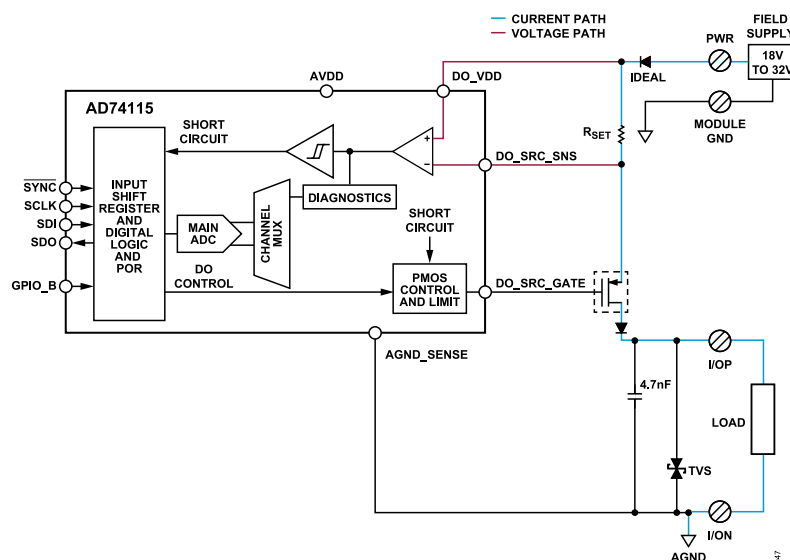 CURRENT PATH
VOLTAGE PATH
FIELD
SUPPLY
PWR
18V
TO 32V
IDEAL
MODULE
GND
AVDD
DO_VDD
AD74115
SHORT
CIRCUIT
RSET
DO_SRC_SNS
SYNC
SCLK
SDI
SDO
GPIO_B
INPUT
SHIFT
REGISTER
AND
DIGITAL
LOGIC
AND
POR
MAIN
ADC
CHANNEL
MUX
DIAGNOSTICS
SHORT
CIRCUIT
DO
CONTROL
PMOS
CONTROL
AND LIMIT
DO_SRC_GATE
AGND_SENSE
I/OP
4.7nF
LOAD
TVS
AGND
I/ON
47